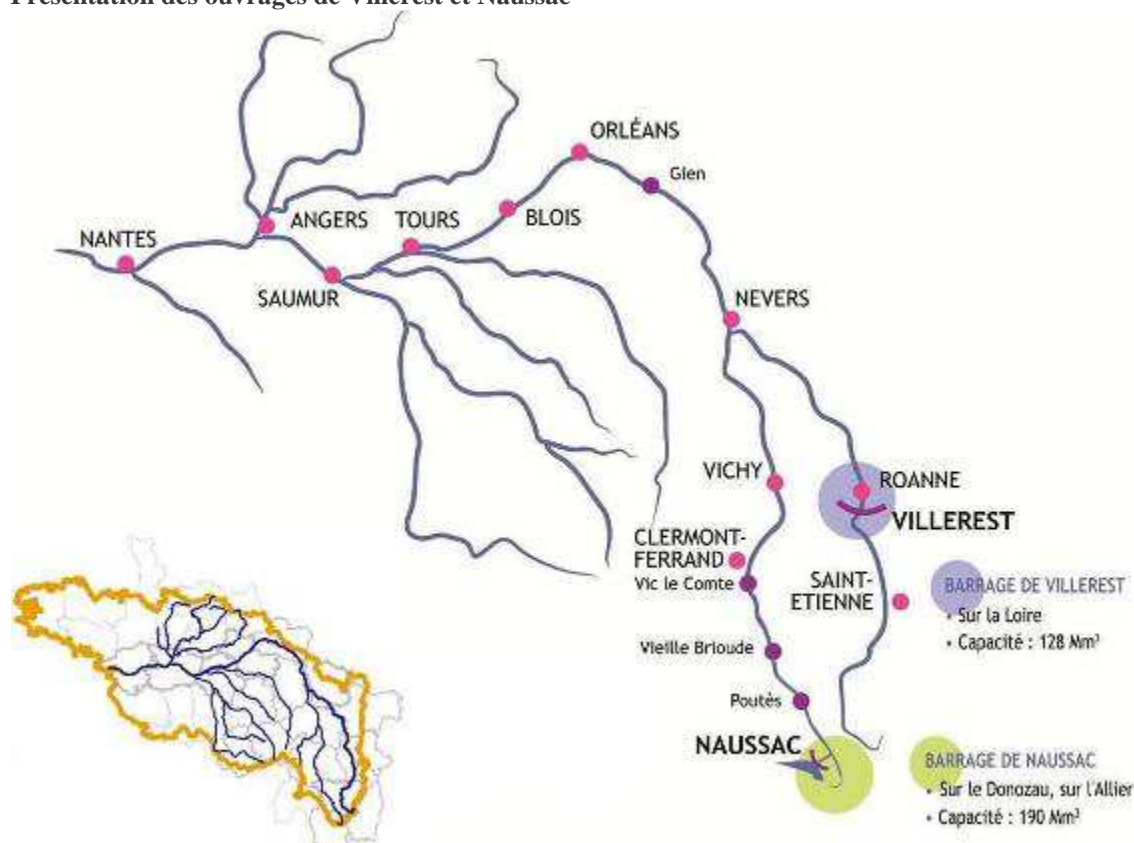 Présentation des ouvrages de Villerest et Naussac
ORLÉANS
Gien
ANGERS
TOURS
BLOIS
NANTES
SAUMUR
NEVERS
VICHY
ROANNE
VILLEREST
CLERMONT-
FERRAND
Vic le Comte
SAINT-
ETIENNE
BARRAGE DE VILLEREST
• Sur la Loire
• Capacité : 128 Mm³
Vieille Brioude
Poutès
NAUSSAC
BARRAGE DE NAUSSAC
• Sur le Donozau, sur l'Allier
• Capacité : 190 Mm³